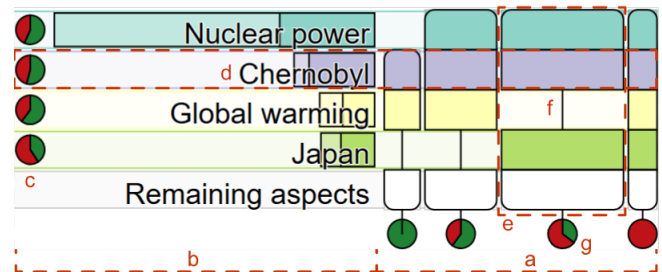 Nuclear power
d Chernobyl
Global warming f
Japan
c
Remaining aspects
e g
b a